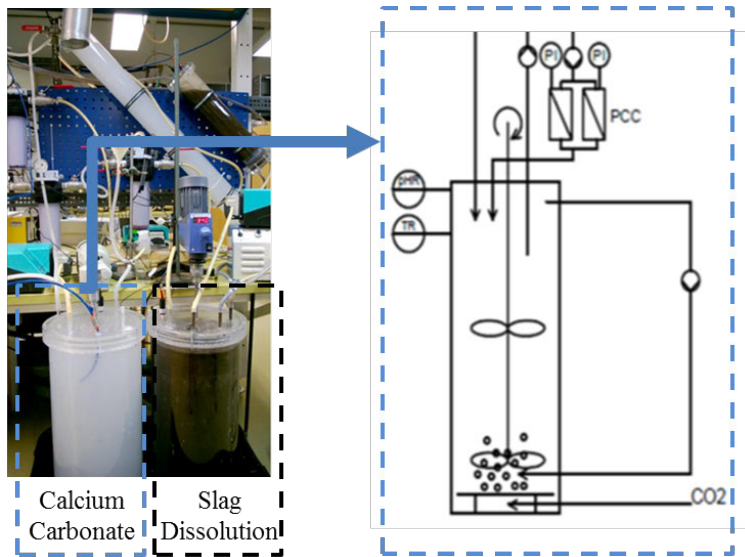 PI
PI
PCC
pHR
TR
CO2
Calcium
Carbonate
Slag
Dissolution